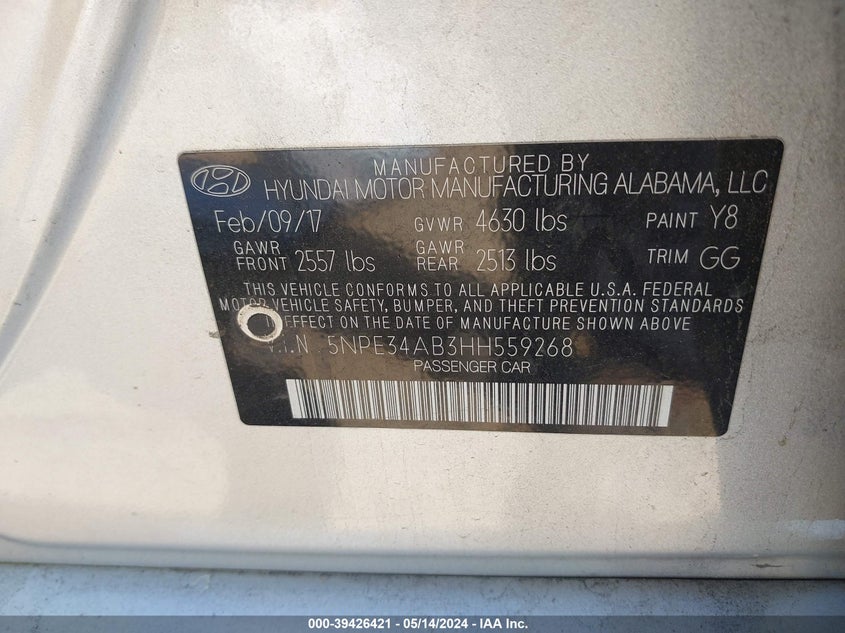 MANUFACTURED BY
HYUNDAI MOTOR MANUFACTURING ALABAMA, LLC
Feb/09/17 GVWR 4630 lbs PAINT Y8
GAWR FRONT 2557 lbs GAWR REAR 2513 lbs TRIM GG
THIS VEHICLE CONFORMS TO ALL APPLICABLE U.S.A. FEDERAL
MOTOR VEHICLE SAFETY, BUMPER, AND THEFT PREVENTION STANDARDS
EFFECT ON THE DATE OF MANUFACTURE SHOWN ABOVE
V.I.N 5NPE34AB3HH559268
PASSENGER CAR
000-39426421 - 05/14/2024 - IAA Inc.